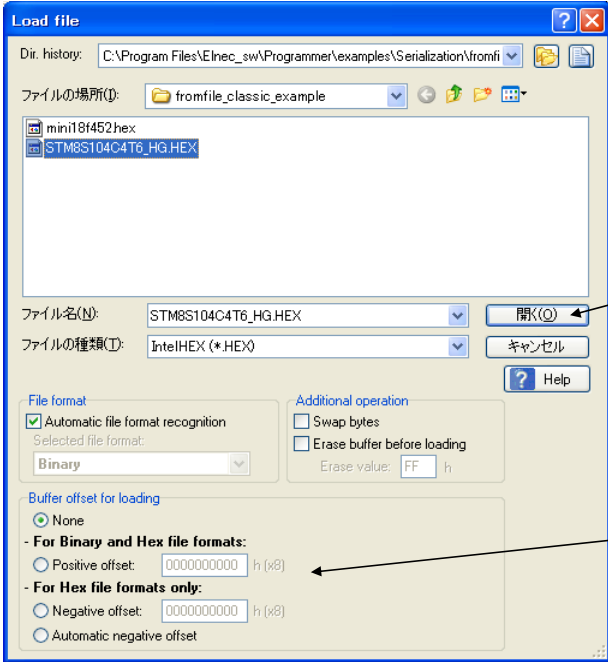 Load file
Dir. history: C:\Program Files\Elnec_sw\Programmer\examples\Serialization\fromfi
ファイルの場所(I): fromfile_classic_example
mini18f452.hex
STM8S104C4T6_HG.HEX
ファイル名(N): STM8S104C4T6_HG.HEX 開く(O)
ファイルの種類(T): IntelHEX (*.HEX) キャンセル
? Help
File format
Automatic file format recognition
Selected file format:
Binary
Additional operation
Swap bytes
Erase buffer before loading
Erase value: FF h
Buffer offset for loading
None
- For Binary and Hex file formats:
Positive offset: 0000000000 h (x8)
- For Hex file formats only:
Negative offset: 0000000000 h (x8)
Automatic negative offset